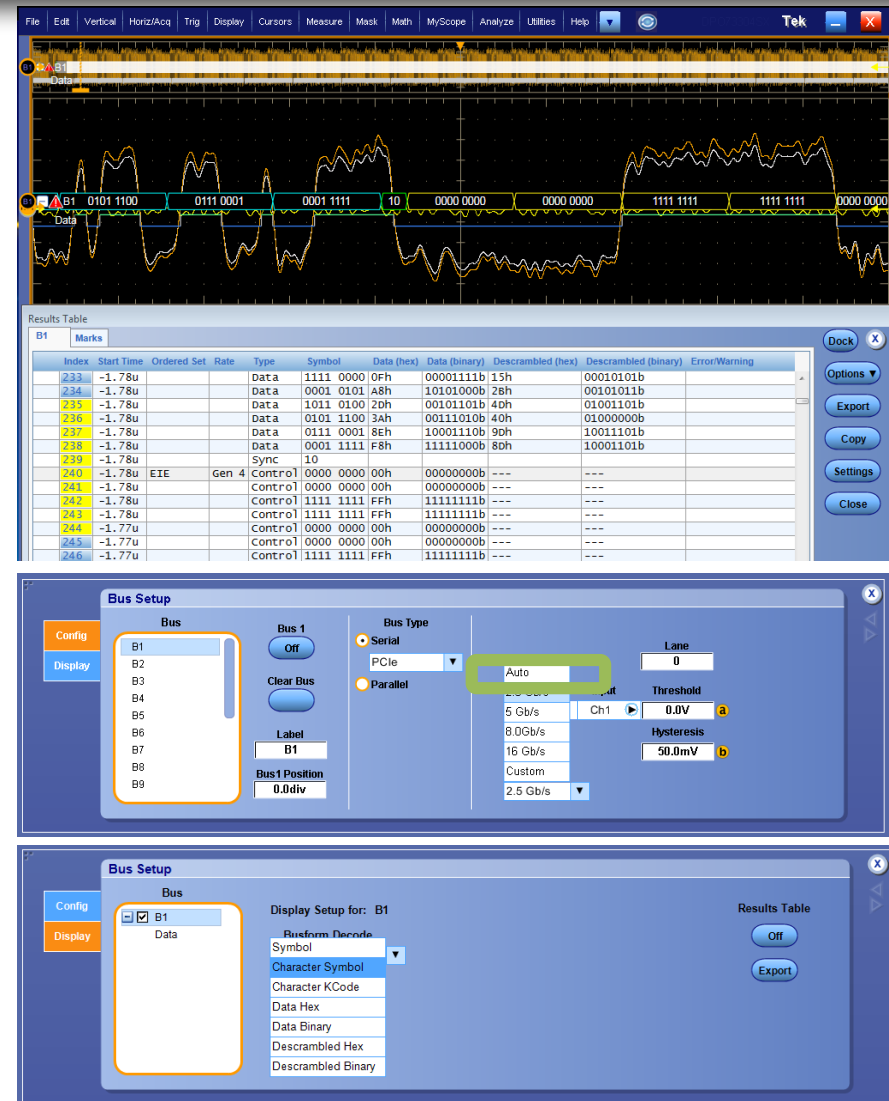 File Edit Vertical Horiz/Acq Trig Display Cursors Measure Mask Math MyScope Analyze Utilities Help Tek X
B1 B1
Data
B1 B1 0101 1100 0111 0001 0001 1111 10 0000 0000 0000 0000 1111 1111 1111 1111 0000 0000
Data
Results Table
B1 Marks Dock X
Index Start Time Ordered Set Rate Type Symbol Data (hex) Data (binary) Descrambled (hex) Descrambled (binary) Error/Warning
233 -1.78u Data 1111 0000 0Fh 00001111b 15h 00010101b
234 -1.78u Data 0001 0101 A8h 10101000b 2Bh 00101011b
235 -1.78u Data 1011 0100 2Dh 00101101b 4Dh 01001101b
236 -1.78u Data 0101 1100 3Ah 00111010b 40h 01000000b
237 -1.78u Data 0111 0001 8Eh 10001110b 9Dh 10011101b
238 -1.78u Data 0001 1111 F8h 11111000b 8Dh 10001101b
239 -1.78u Sync 10
240 -1.78u EIE Gen 4 Control 0000 0000 00h 00000000b --- ---
241 -1.78u Control 0000 0000 00h 00000000b --- ---
242 -1.78u Control 1111 1111 FFh 11111111b --- ---
243 -1.78u Control 1111 1111 FFh 11111111b --- ---
244 -1.77u Control 0000 0000 00h 00000000b --- ---
245 -1.77u Control 0000 0000 00h 00000000b --- ---
246 -1.77u Control 1111 1111 FFh 11111111b --- ---
Options ▼
Export
Copy
Settings
Close
Bus Setup X
Config
Display
Bus
B1
B2
B3
B4
B5
B6
B7
B8
B9
Bus 1
Off
Clear Bus
Label
B1
Bus1 Position
0.0div
Bus Type
Serial
PCIe
Parallel
Auto
5 Gb/s
8.0Gb/s
16 Gb/s
Custom
2.5 Gb/s
Ch1
Lane
0
Threshold
0.0V a
Hysteresis
50.0mV b
Bus Setup X
Config
Display
Bus
B1
Data
Display Setup for: B1
Busform Decode
Symbol
Character Symbol
Character KCode
Data Hex
Data Binary
Descrambled Hex
Descrambled Binary
Results Table
Off
Export